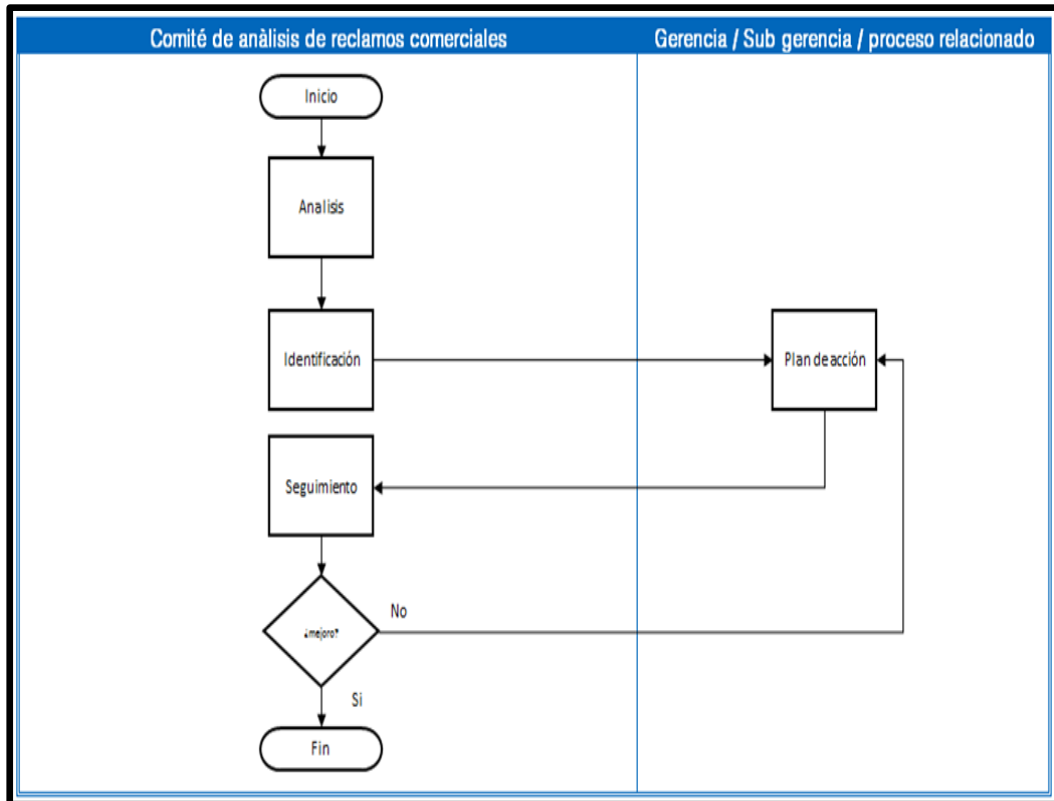 Comité de anàlisis de reclamos comerciales
Gerencia / Sub gerencia / proceso relacionado
Inicio
Analisis
Identificación
Plan de acción
Seguimiento
¿mejoro?
No
Si
Fin